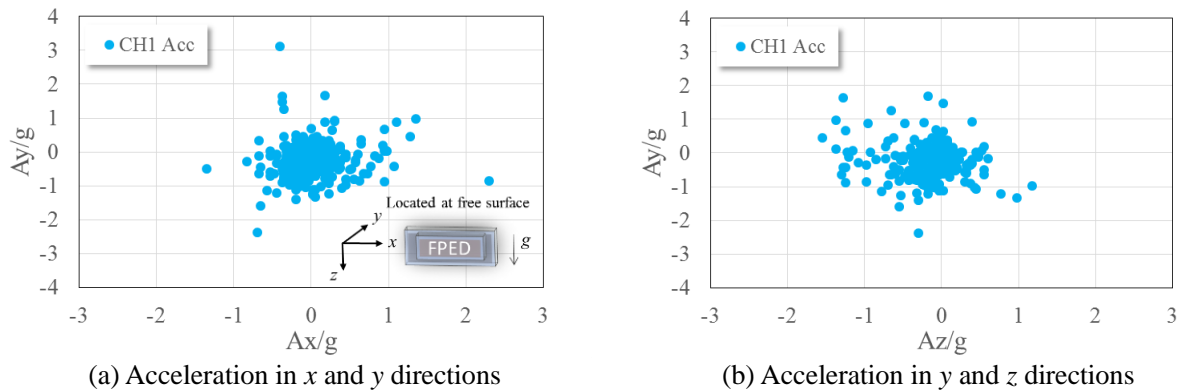 4
3
2
1
0
-1
-2
-3
-4
Ay/g
CH1 Acc
Located at free surface
y
x
z
FPED
g
-3 -2 -1 0 1 2 3
Ax/g
(a) Acceleration in x and y directions
4
3
2
1
0
-1
-2
-3
-4
Ay/g
CH1 Acc
-3 -2 -1 0 1 2 3
Az/g
(b) Acceleration in y and z directions